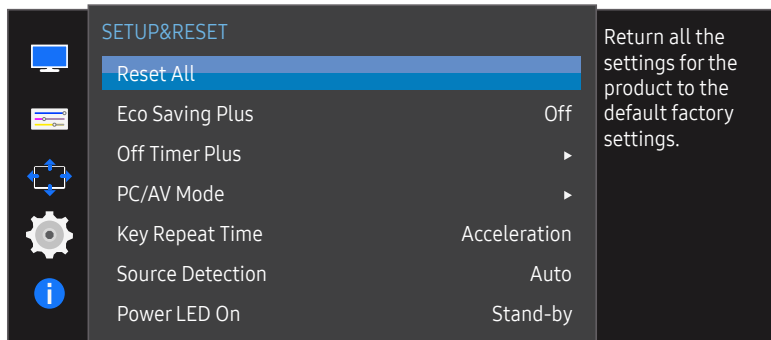 SETUP&RESET
Reset All
Eco Saving Plus Off
Off Timer Plus ▸
PC/AV Mode ▸
Key Repeat Time Acceleration
Source Detection Auto
Power LED On Stand-by
Return all the
settings for the
product to the
default factory
settings.